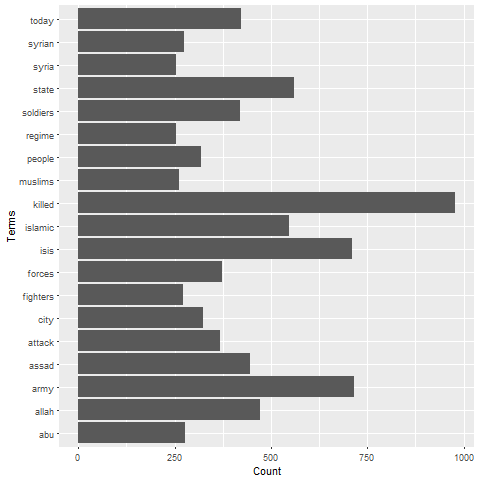 today
syrian
syria
state
soldiers
regime
people
muslims
killed
islamic
isis
forces
fighters
city
attack
assad
army
allah
abu
Terms
0 250 500 750 1000
Count